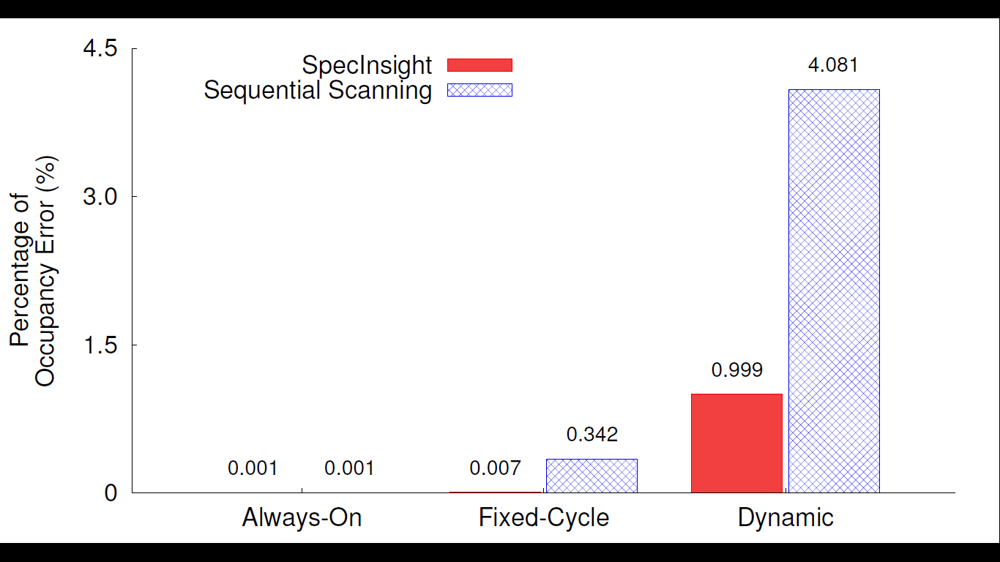 4.5
3.0
1.5
0
Percentage of
Occupancy Error (%)
SpecInsight
Sequential Scanning
0.001
0.001
0.007
0.342
0.999
4.081
Always-On
Fixed-Cycle
Dynamic